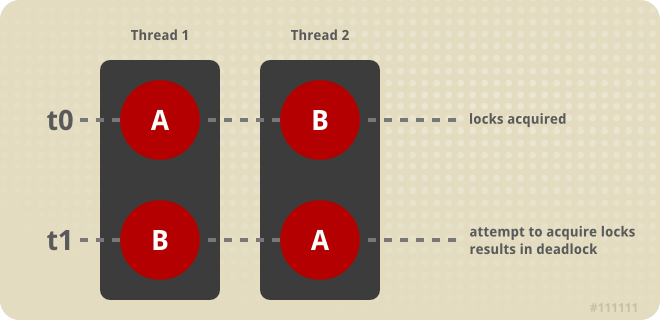 Thread 1
Thread 2
t0
A
B
locks acquired
t1
B
A
attempt to acquire locks
results in deadlock
#111111